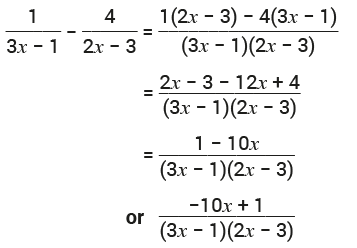 1/(3x − 1) − 4/(2x − 3) = (1(2x − 3) − 4(3x − 1))/((3x − 1)(2x − 3))
= (2x − 3 − 12x + 4)/((3x − 1)(2x − 3))
= (1 − 10x)/((3x − 1)(2x − 3))
or (−10x + 1)/((3x − 1)(2x − 3))